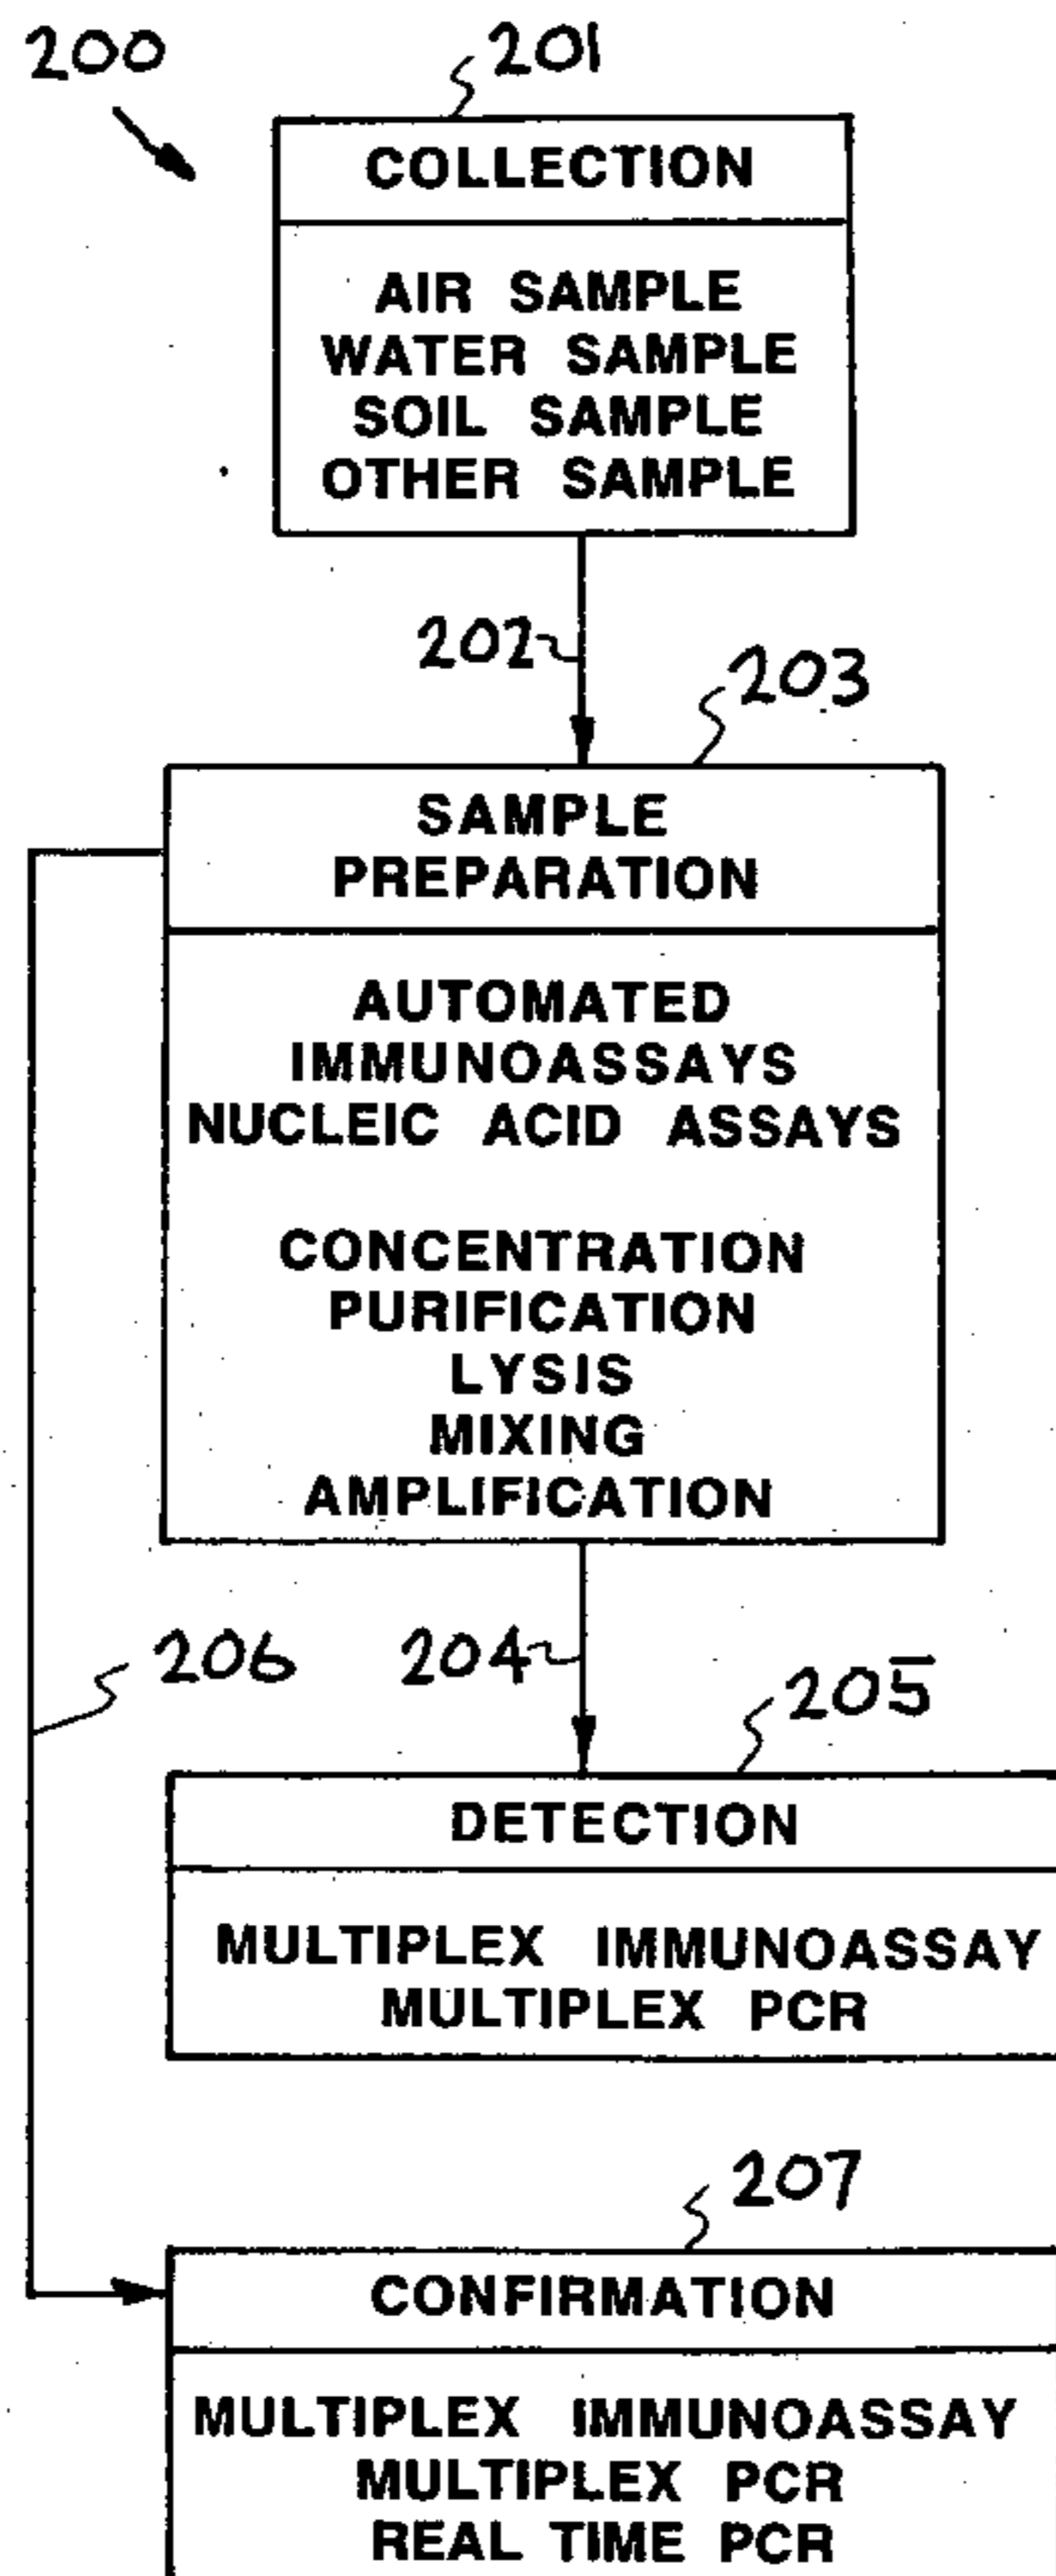 200
201
COLLECTION
AIR SAMPLE
WATER SAMPLE
SOIL SAMPLE
OTHER SAMPLE
202
203
SAMPLE
PREPARATION
AUTOMATED
IMMUNOASSAYS
NUCLEIC ACID ASSAYS
CONCENTRATION
PURIFICATION
LYSIS
MIXING
AMPLIFICATION
206
204
205
DETECTION
MULTIPLEX IMMUNOASSAY
MULTIPLEX PCR
207
CONFIRMATION
MULTIPLEX IMMUNOASSAY
MULTIPLEX PCR
REAL TIME PCR